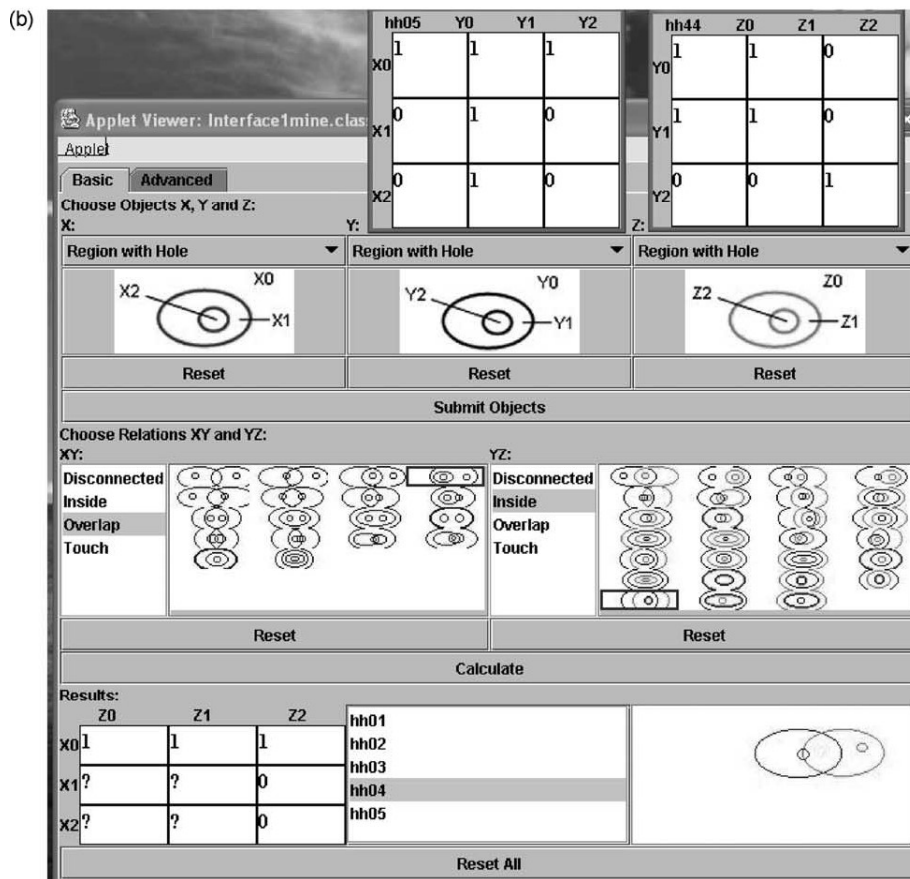 (b)
hh05 Y0 Y1 Y2
X0 1 1 1
X1 0 1 0
X2 0 1 0
hh44 Z0 Z1 Z2
Y0 1 1 0
Y1 1 1 0
Y2 0 0 1
Applet Viewer: Interface1mine.clas
Applet
Basic Advanced
Choose Objects X, Y and Z:
X: Y: Z:
Region with Hole Region with Hole Region with Hole
X0 X2 X1
Y0 Y2 Y1
Z0 Z2 Z1
Reset Reset Reset
Submit Objects
Choose Relations XY and YZ:
XY: YZ:
Disconnected
Inside
Overlap
Touch
Disconnected
Inside
Overlap
Touch
Reset Reset
Calculate
Results:
Z0 Z1 Z2
X0 1 1 1
X1 ? ? 0
X2 ? ? 0
hh01
hh02
hh03
hh04
hh05
Reset All